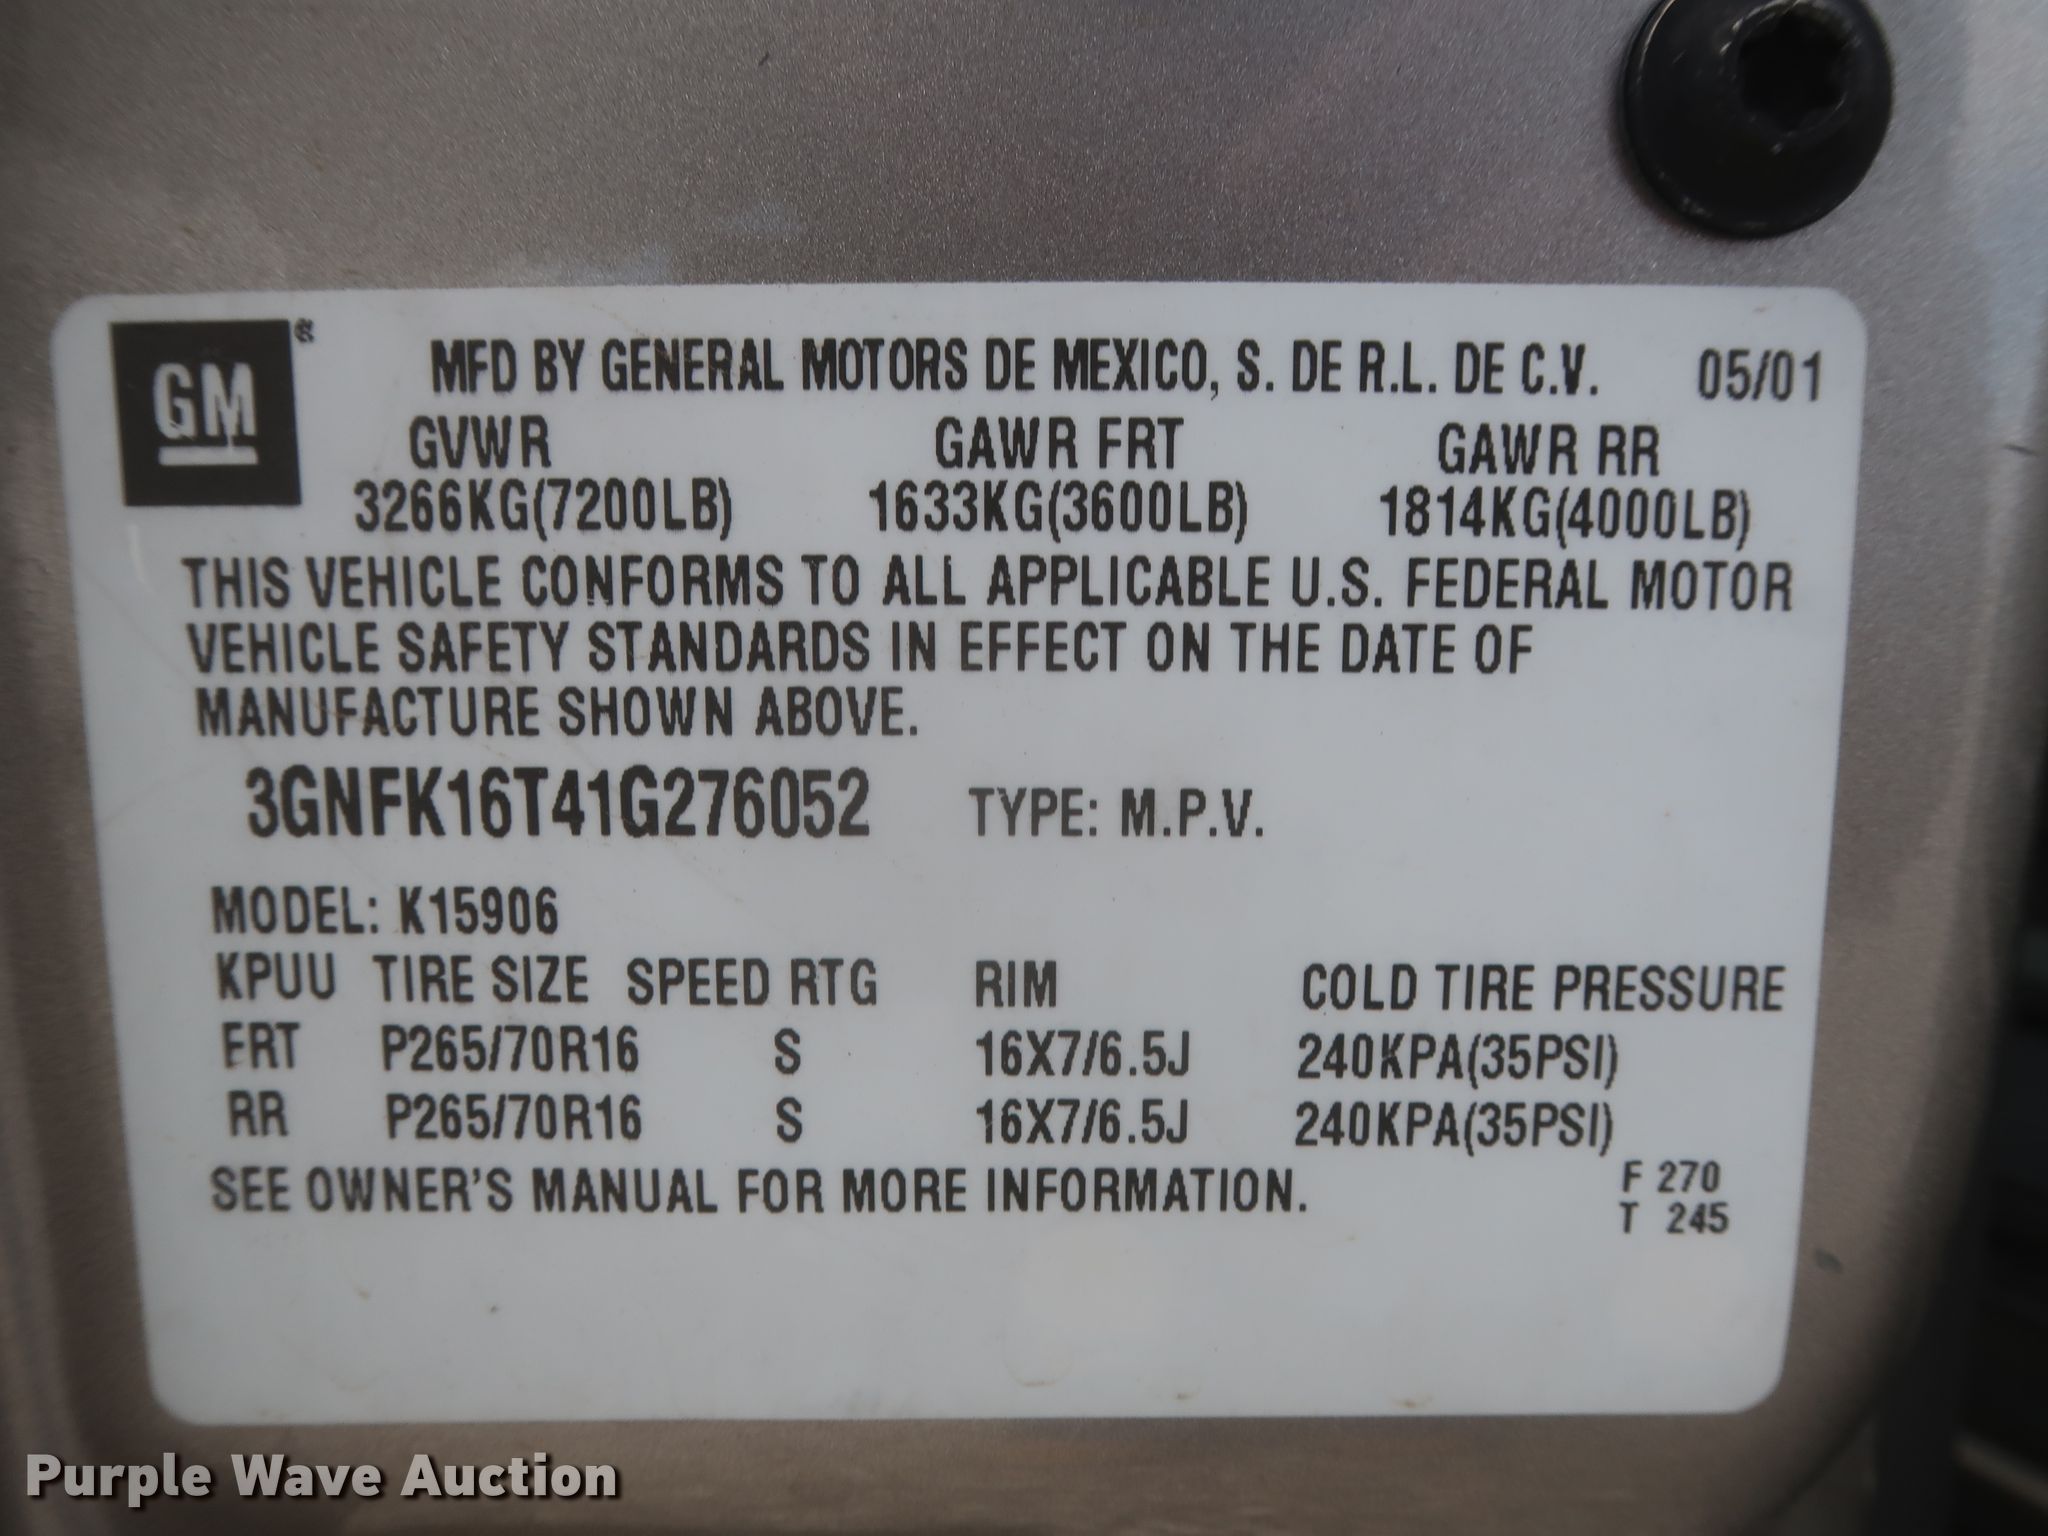 GM®
MFD BY GENERAL MOTORS DE MEXICO, S. DE R.L. DE C.V. 05/01
GVWR GAWR FRT GAWR RR
3266KG(7200LB) 1633KG(3600LB) 1814KG(4000LB)
THIS VEHICLE CONFORMS TO ALL APPLICABLE U.S. FEDERAL MOTOR
VEHICLE SAFETY STANDARDS IN EFFECT ON THE DATE OF
MANUFACTURE SHOWN ABOVE.
3GNFK16T41G276052 TYPE: M.P.V.
MODEL: K15906
KPUU TIRE SIZE SPEED RTG RIM COLD TIRE PRESSURE
FRT P265/70R16 S 16X7/6.5J 240KPA(35PSI)
RR P265/70R16 S 16X7/6.5J 240KPA(35PSI)
SEE OWNER'S MANUAL FOR MORE INFORMATION. F 270
T 245
Purple Wave Auction